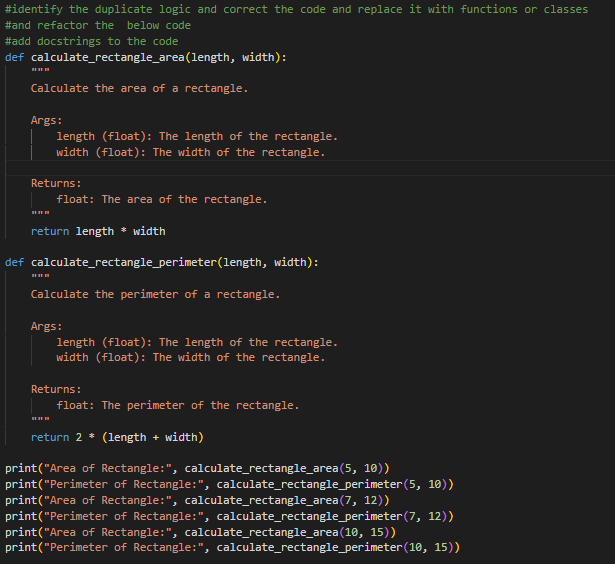 #identify the duplicate logic and correct the code and replace it with functions or classes
#and refactor the  below code
#add docstrings to the code
def calculate_rectangle_area(length, width):
    """
    Calculate the area of a rectangle.

    Args:
        length (float): The length of the rectangle.
        width (float): The width of the rectangle.

    Returns:
        float: The area of the rectangle.
    """
    return length * width

def calculate_rectangle_perimeter(length, width):
    """
    Calculate the perimeter of a rectangle.

    Args:
        length (float): The length of the rectangle.
        width (float): The width of the rectangle.

    Returns:
        float: The perimeter of the rectangle.
    """
    return 2 * (length + width)

print("Area of Rectangle:", calculate_rectangle_area(5, 10))
print("Perimeter of Rectangle:", calculate_rectangle_perimeter(5, 10))
print("Area of Rectangle:", calculate_rectangle_area(7, 12))
print("Perimeter of Rectangle:", calculate_rectangle_perimeter(7, 12))
print("Area of Rectangle:", calculate_rectangle_area(10, 15))
print("Perimeter of Rectangle:", calculate_rectangle_perimeter(10, 15))